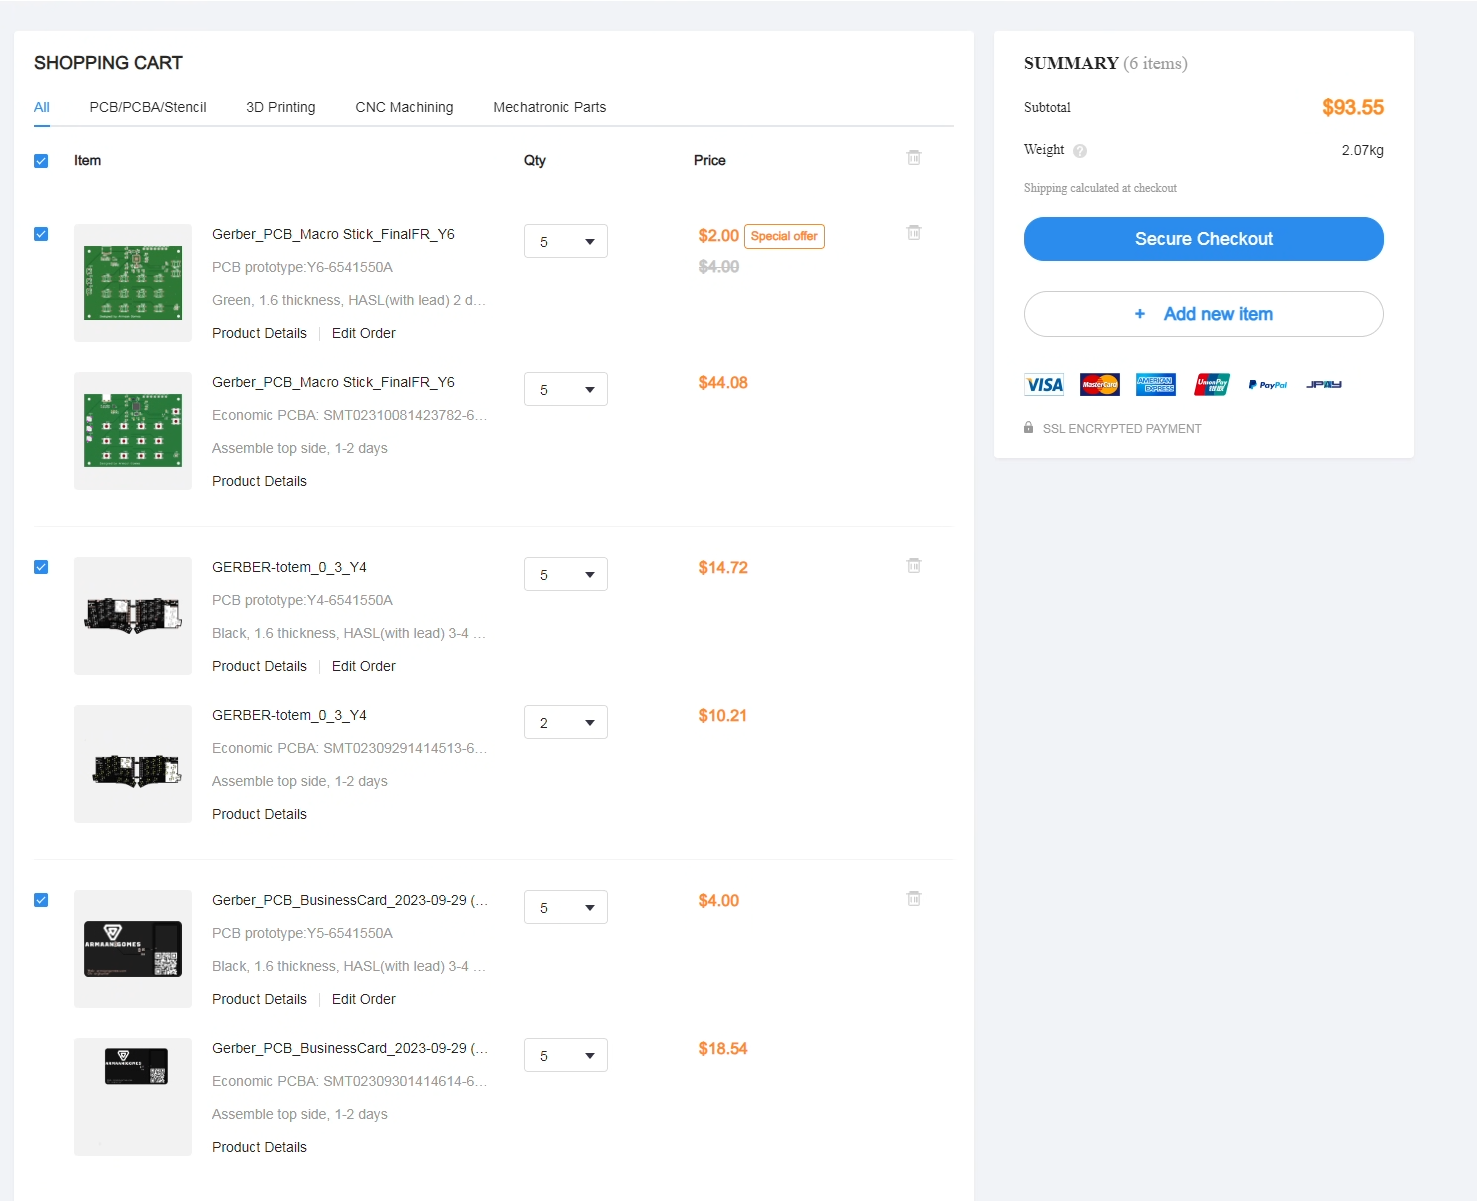 SHOPPING CART
All PCB/PCBA/Stencil 3D Printing CNC Machining Mechatronic Parts
Item Qty Price
Gerber_PCB_Macro Stick_FinalFR_Y6 5 $2.00 Special offer
PCB prototype:Y6-6541550A $4.00
Green, 1.6 thickness, HASL(with lead) 2 d...
Product Details Edit Order
Gerber_PCB_Macro Stick_FinalFR_Y6 5 $44.08
Economic PCBA: SMT02310081423782-6...
Assemble top side, 1-2 days
Product Details
GERBER-totem_0_3_Y4 5 $14.72
PCB prototype:Y4-6541550A
Black, 1.6 thickness, HASL(with lead) 3-4 ...
Product Details Edit Order
GERBER-totem_0_3_Y4 2 $10.21
Economic PCBA: SMT02309291414513-6...
Assemble top side, 1-2 days
Product Details
Gerber_PCB_BusinessCard_2023-09-29 (... 5 $4.00
PCB prototype:Y5-6541550A
ARMAAN GOMES
Black, 1.6 thickness, HASL(with lead) 3-4 ...
Product Details Edit Order
Gerber_PCB_BusinessCard_2023-09-29 (... 5 $18.54
ARMAAN GOMES
Economic PCBA: SMT02309301414614-6...
Assemble top side, 1-2 days
Product Details
SUMMARY (6 items)
Subtotal $93.55
Weight ? 2.07kg
Shipping calculated at checkout
Secure Checkout
+ Add new item
VISA MasterCard AMERICAN EXPRESS UnionPay PayPal JPAY
SSL ENCRYPTED PAYMENT